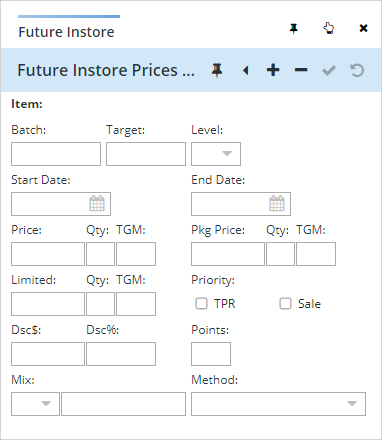 Future Instore
Future Instore Prices ...
Item:
Batch: Target: Level:
Start Date: End Date:
Price: Qty: TGM: Pkg Price: Qty: TGM:
Limited: Qty: TGM: Priority:
TPR Sale
Dsc$: Dsc%: Points:
Mix: Method: